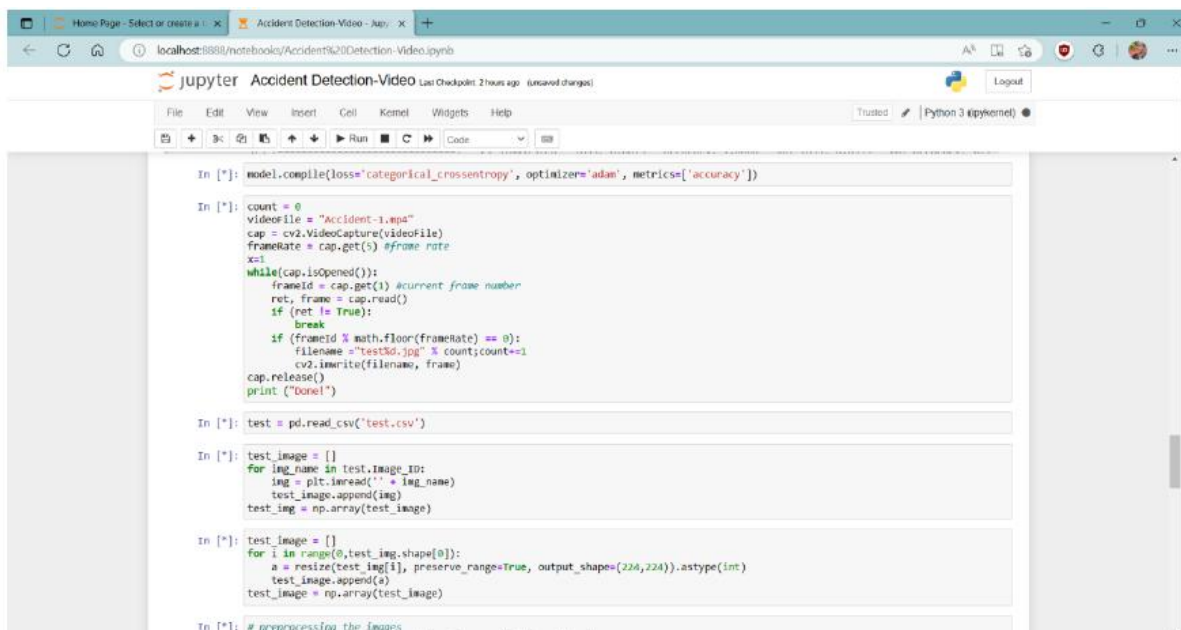 Home Page - Select or create a
Accident Detection-Video - Jupy
localhost:8888/notebooks/Accident%20Detection-Video.ipynb
jupyter Accident Detection-Video Last Checkpoint: 2 hours ago (unsaved changes)
Logout
File Edit View Insert Cell Kernel Widgets Help
Trusted Python 3 (ipykernel)
Run Code
In [*]: model.compile(loss='categorical_crossentropy', optimizer='adam', metrics=['accuracy'])
In [*]: count = 0
videoFile = "Accident-1.mp4"
cap = cv2.VideoCapture(videoFile)
frameRate = cap.get(5) #frame rate
x=1
while(cap.isOpened()):
frameId = cap.get(1) #current frame number
ret, frame = cap.read()
if (ret != True):
break
if (frameId % math.floor(frameRate) == 0):
filename ="test%d.jpg" % count;count+=1
cv2.imwrite(filename, frame)
cap.release()
print ("Done!")
In [*]: test = pd.read_csv('test.csv')
In [*]: test_image = []
for img_name in test.Image_ID:
img = plt.imread('' + img_name)
test_image.append(img)
test_img = np.array(test_image)
In [*]: test_image = []
for i in range(0,test_img.shape[0]):
a = resize(test_img[i], preserve_range=True, output_shape=(224,224)).astype(int)
test_image.append(a)
test_image = np.array(test_image)
In [*]: # preprocessing the images